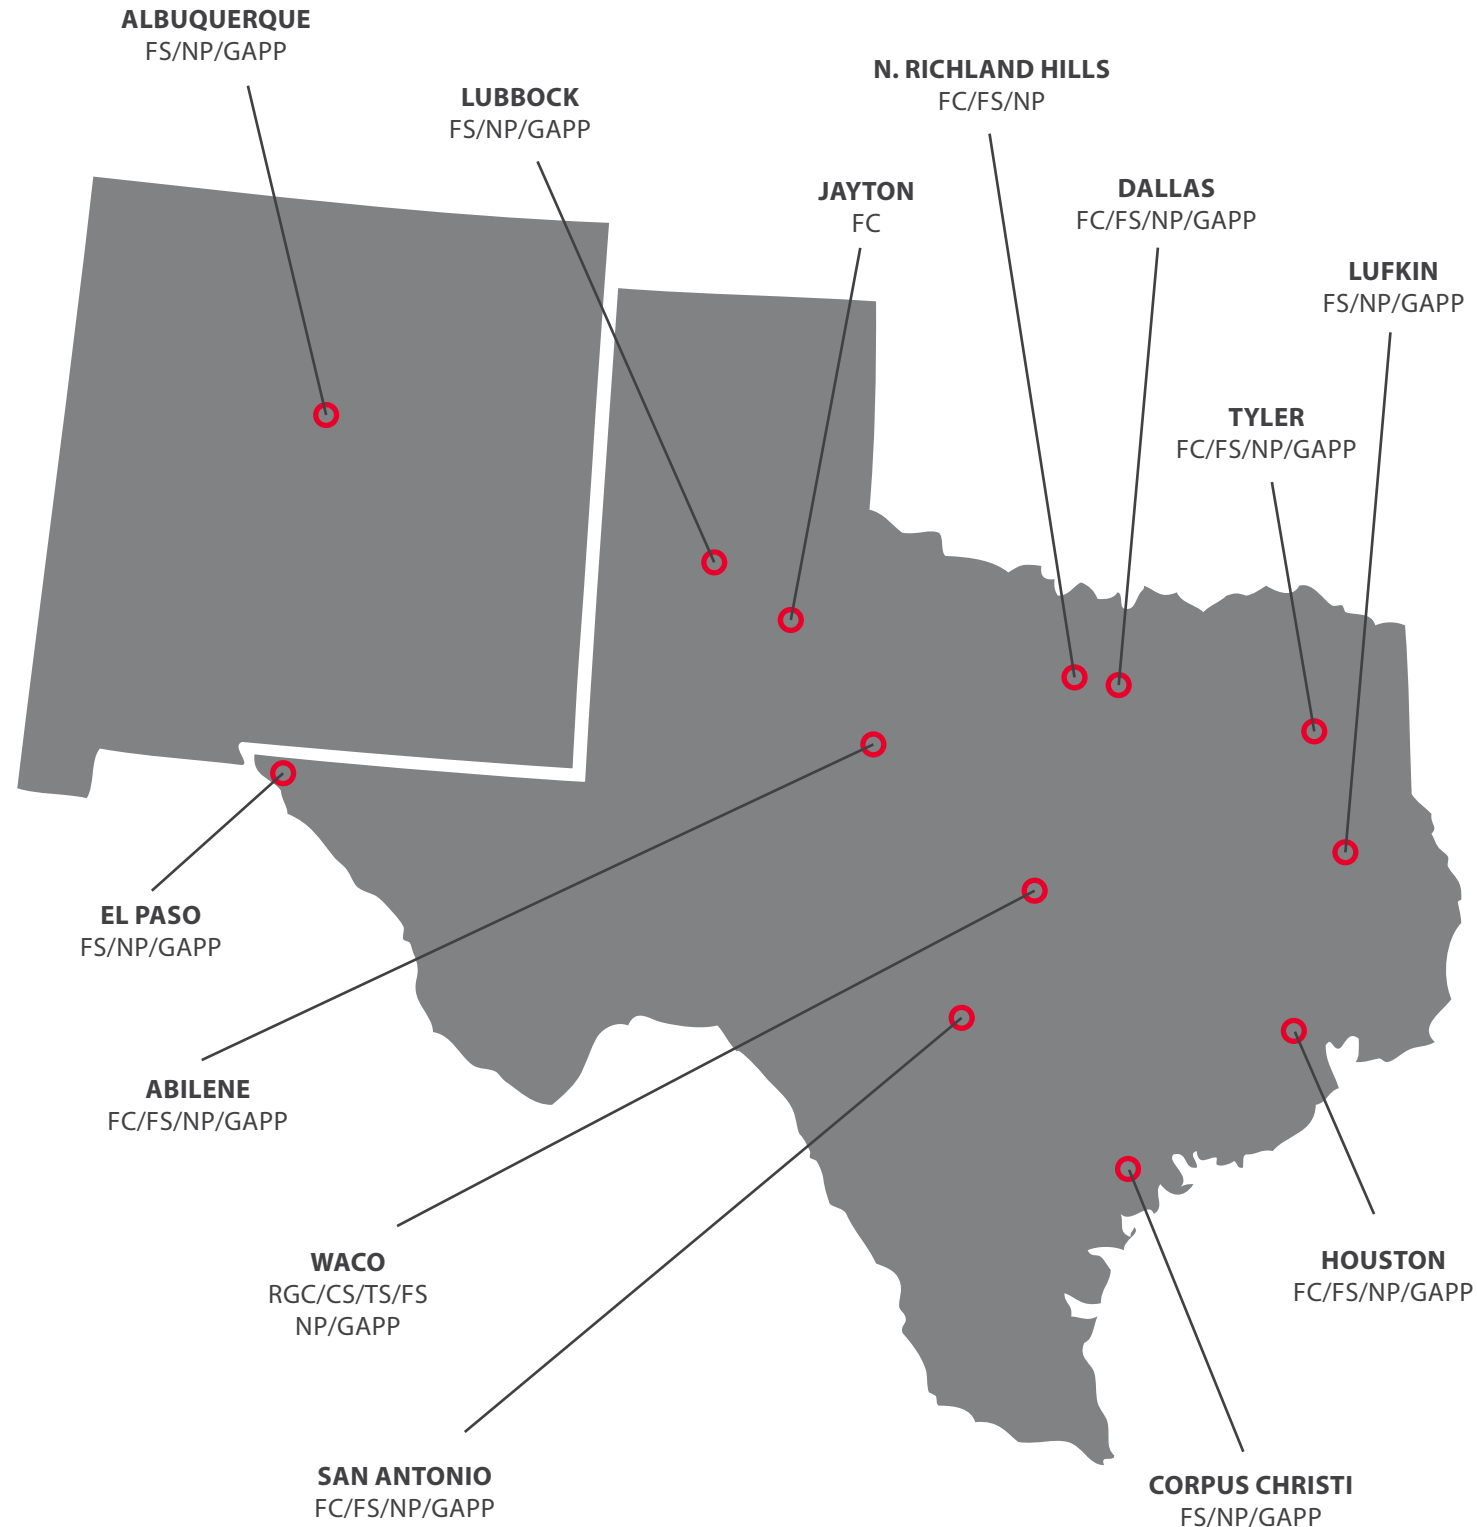 ALBUQUERQUE
FS/NP/GAPP
LUBBOCK
FS/NP/GAPP
N. RICHLAND HILLS
FC/FS/NP
JAYTON
FC
DALLAS
FC/FS/NP/GAPP
LUFKIN
FS/NP/GAPP
TYLER
FC/FS/NP/GAPP
EL PASO
FS/NP/GAPP
ABILENE
FC/FS/NP/GAPP
WACO
RGC/CS/TS/FS
NP/GAPP
HOUSTON
FC/FS/NP/GAPP
SAN ANTONIO
FC/FS/NP/GAPP
CORPUS CHRISTI
FS/NP/GAPP